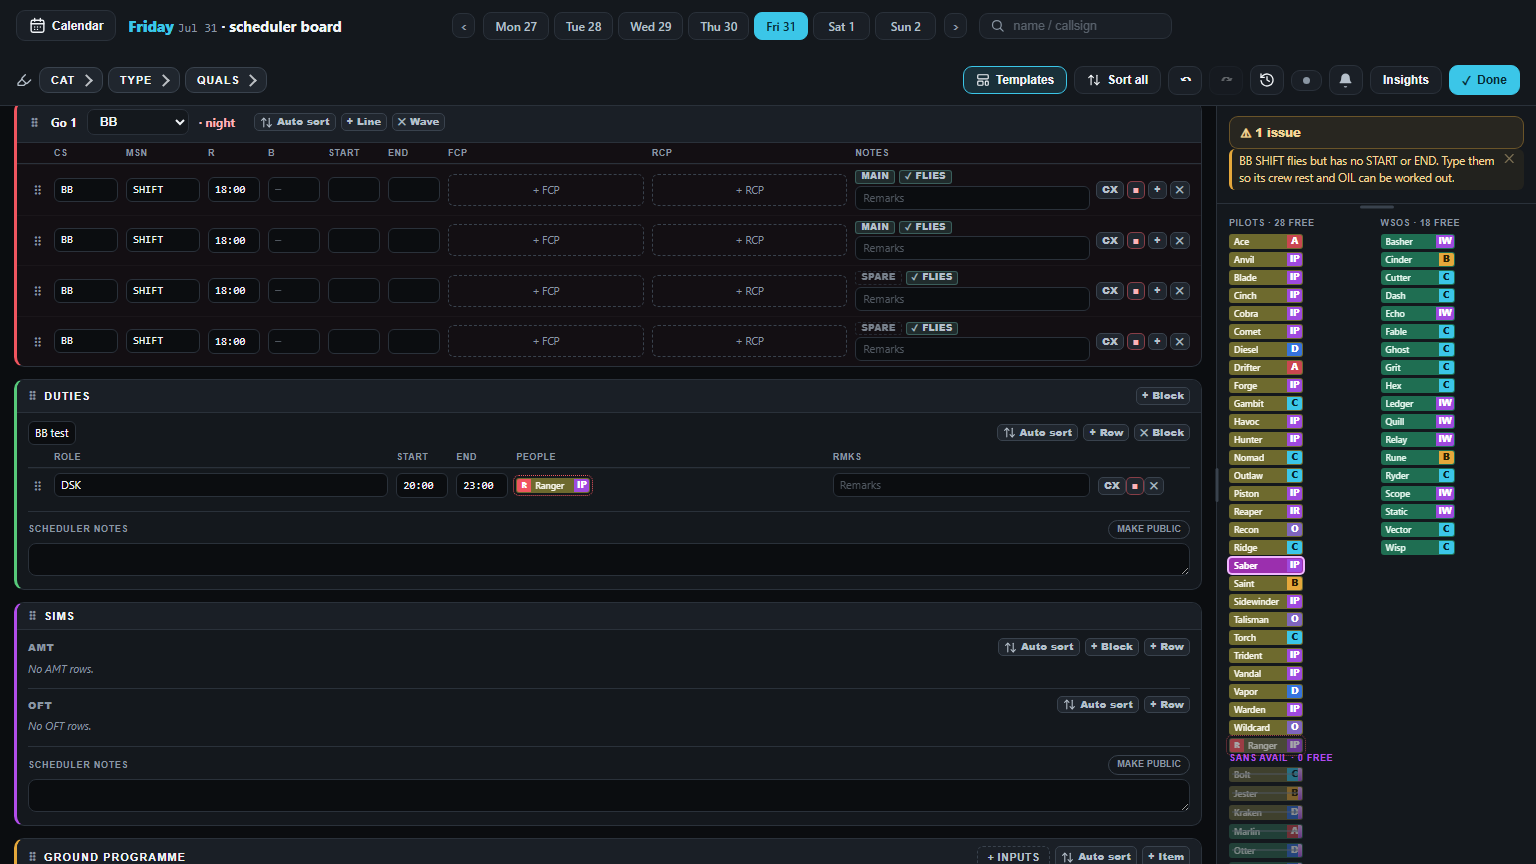 Calendar
Friday Jul 31 · scheduler board
‹ Mon 27 Tue 28 Wed 29 Thu 30 Fri 31 Sat 1 Sun 2 ›
name / callsign
CAT TYPE QUALS
Templates Sort all Insights ✓ Done
Go 1 BB · night Auto sort + Line ✕ Wave
CS MSN R B START END FCP RCP NOTES
MAIN ✓ FLIES
BB SHIFT 18:00 – + FCP + RCP Remarks CX ■ + ✕
MAIN ✓ FLIES
BB SHIFT 18:00 – + FCP + RCP Remarks CX ■ + ✕
SPARE ✓ FLIES
BB SHIFT 18:00 – + FCP + RCP Remarks CX ■ + ✕
SPARE ✓ FLIES
BB SHIFT 18:00 – + FCP + RCP Remarks CX ■ + ✕
DUTIES + Block
BB test Auto sort + Row ✕ Block
ROLE START END PEOPLE RMKS
DSK 20:00 23:00 R Ranger IP Remarks CX ■ ✕
SCHEDULER NOTES MAKE PUBLIC
SIMS
AMT Auto sort + Block + Row
No AMT rows.
OFT Auto sort + Row
No OFT rows.
SCHEDULER NOTES MAKE PUBLIC
GROUND PROGRAMME + INPUTS Auto sort + Item
⚠ 1 issue
BB SHIFT flies but has no START or END. Type them
so its crew rest and OIL can be worked out.
PILOTS · 28 FREE
Ace A
Anvil IP
Blade IP
Cinch IP
Cobra IP
Comet IP
Diesel D
Drifter A
Forge IP
Gambit C
Havoc IP
Hunter IP
Nomad C
Outlaw C
Piston IP
Reaper IR
Recon O
Ridge C
Saber IP
Saint B
Sidewinder IP
Talisman O
Torch C
Trident IP
Vandal IP
Vapor D
Warden IP
Wildcard O
R Ranger IP
WSOS · 18 FREE
Basher IW
Cinder B
Cutter C
Dash C
Echo IW
Fable C
Ghost C
Grit C
Hex C
Ledger IW
Quill IW
Relay IW
Rune B
Ryder C
Scope IW
Static IW
Vector C
Wisp C
SANS AVAIL · 0 FREE
Bolt C
Jester B
Kraken D
Marlin A
Otter D